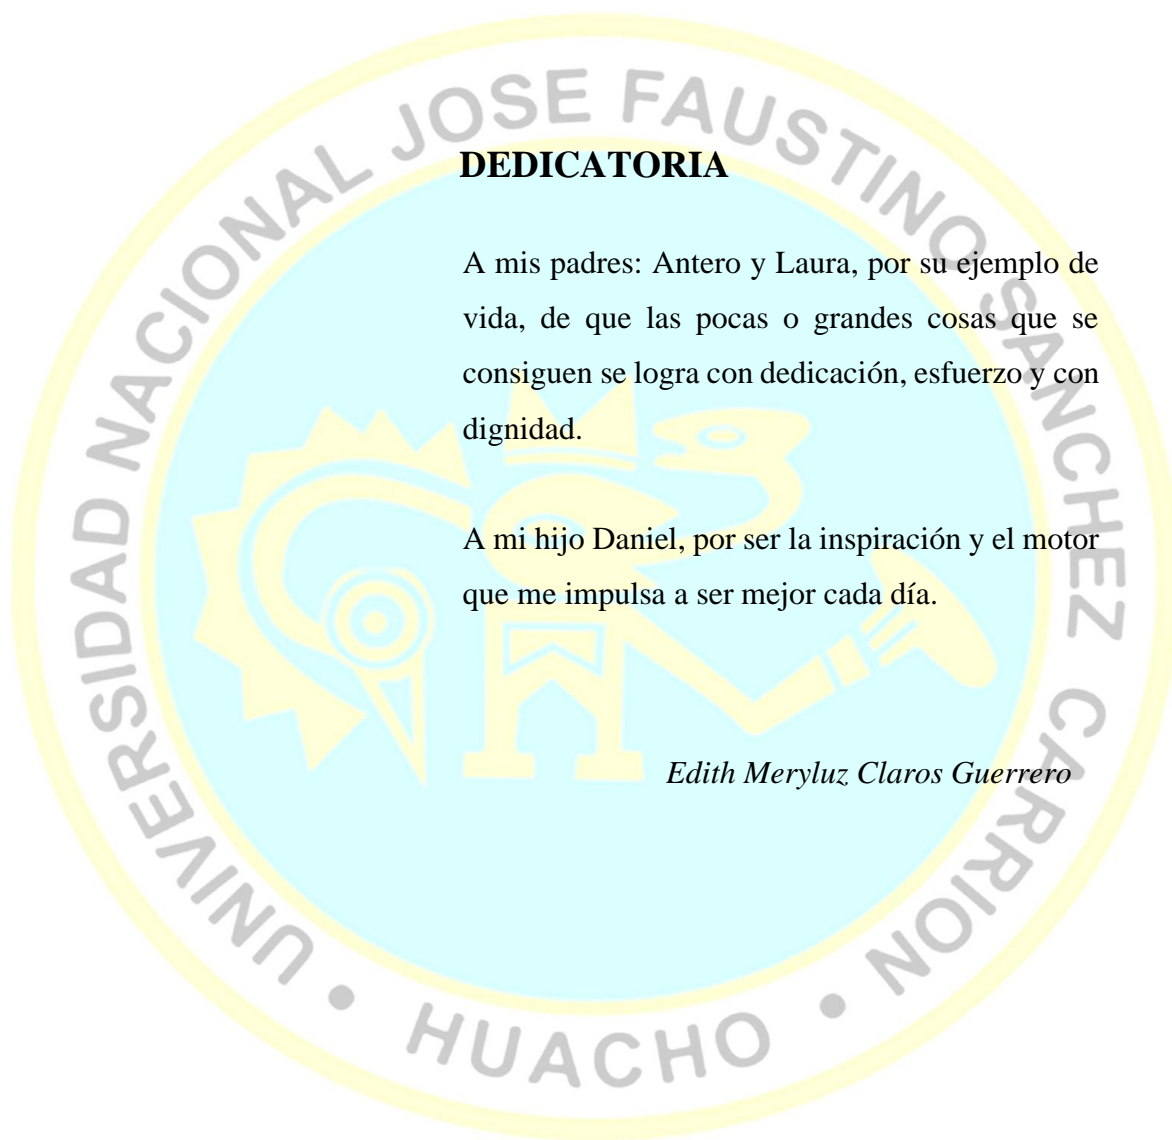 UNIVERSIDAD NACIONAL JOSE FAUSTINO SANCHEZ CARRION
• HUACHO •
DEDICATORIA
A mis padres: Antero y Laura, por su ejemplo de
vida, de que las pocas o grandes cosas que se
consiguen se logra con dedicación, esfuerzo y con
dignidad.
A mi hijo Daniel, por ser la inspiración y el motor
que me impulsa a ser mejor cada día.
Edith Meryluz Claros Guerrero